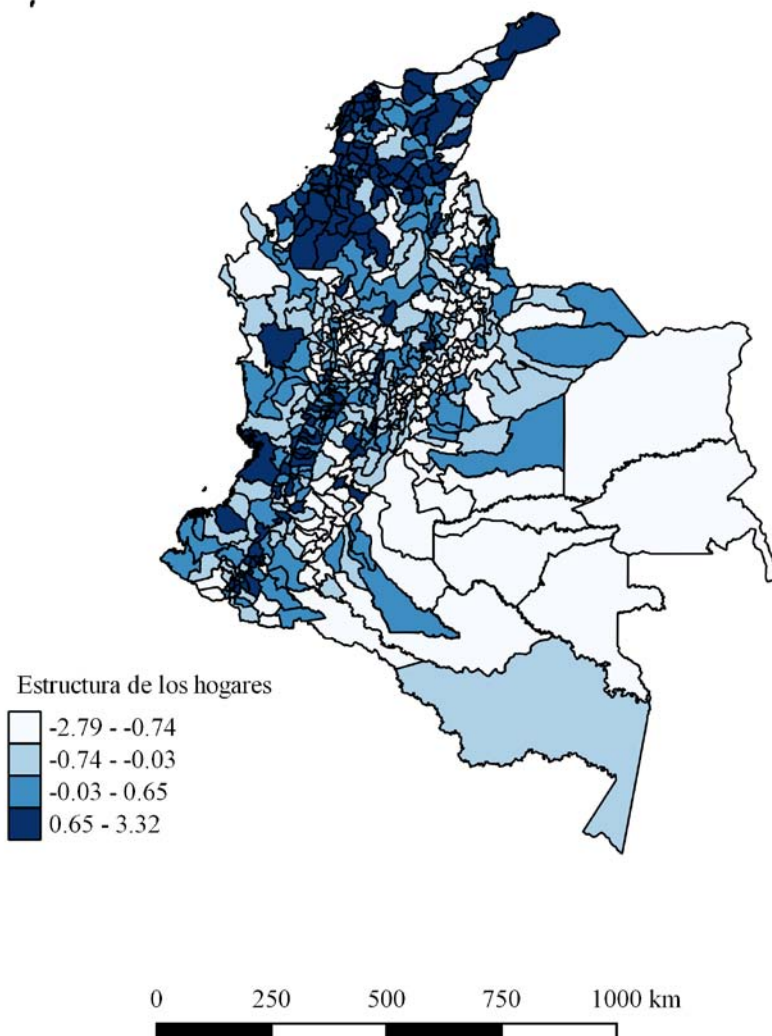 Estructura de los hogares
-2.79 - -0.74
-0.74 - -0.03
-0.03 - 0.65
0.65 - 3.32
0 250 500 750 1000 km